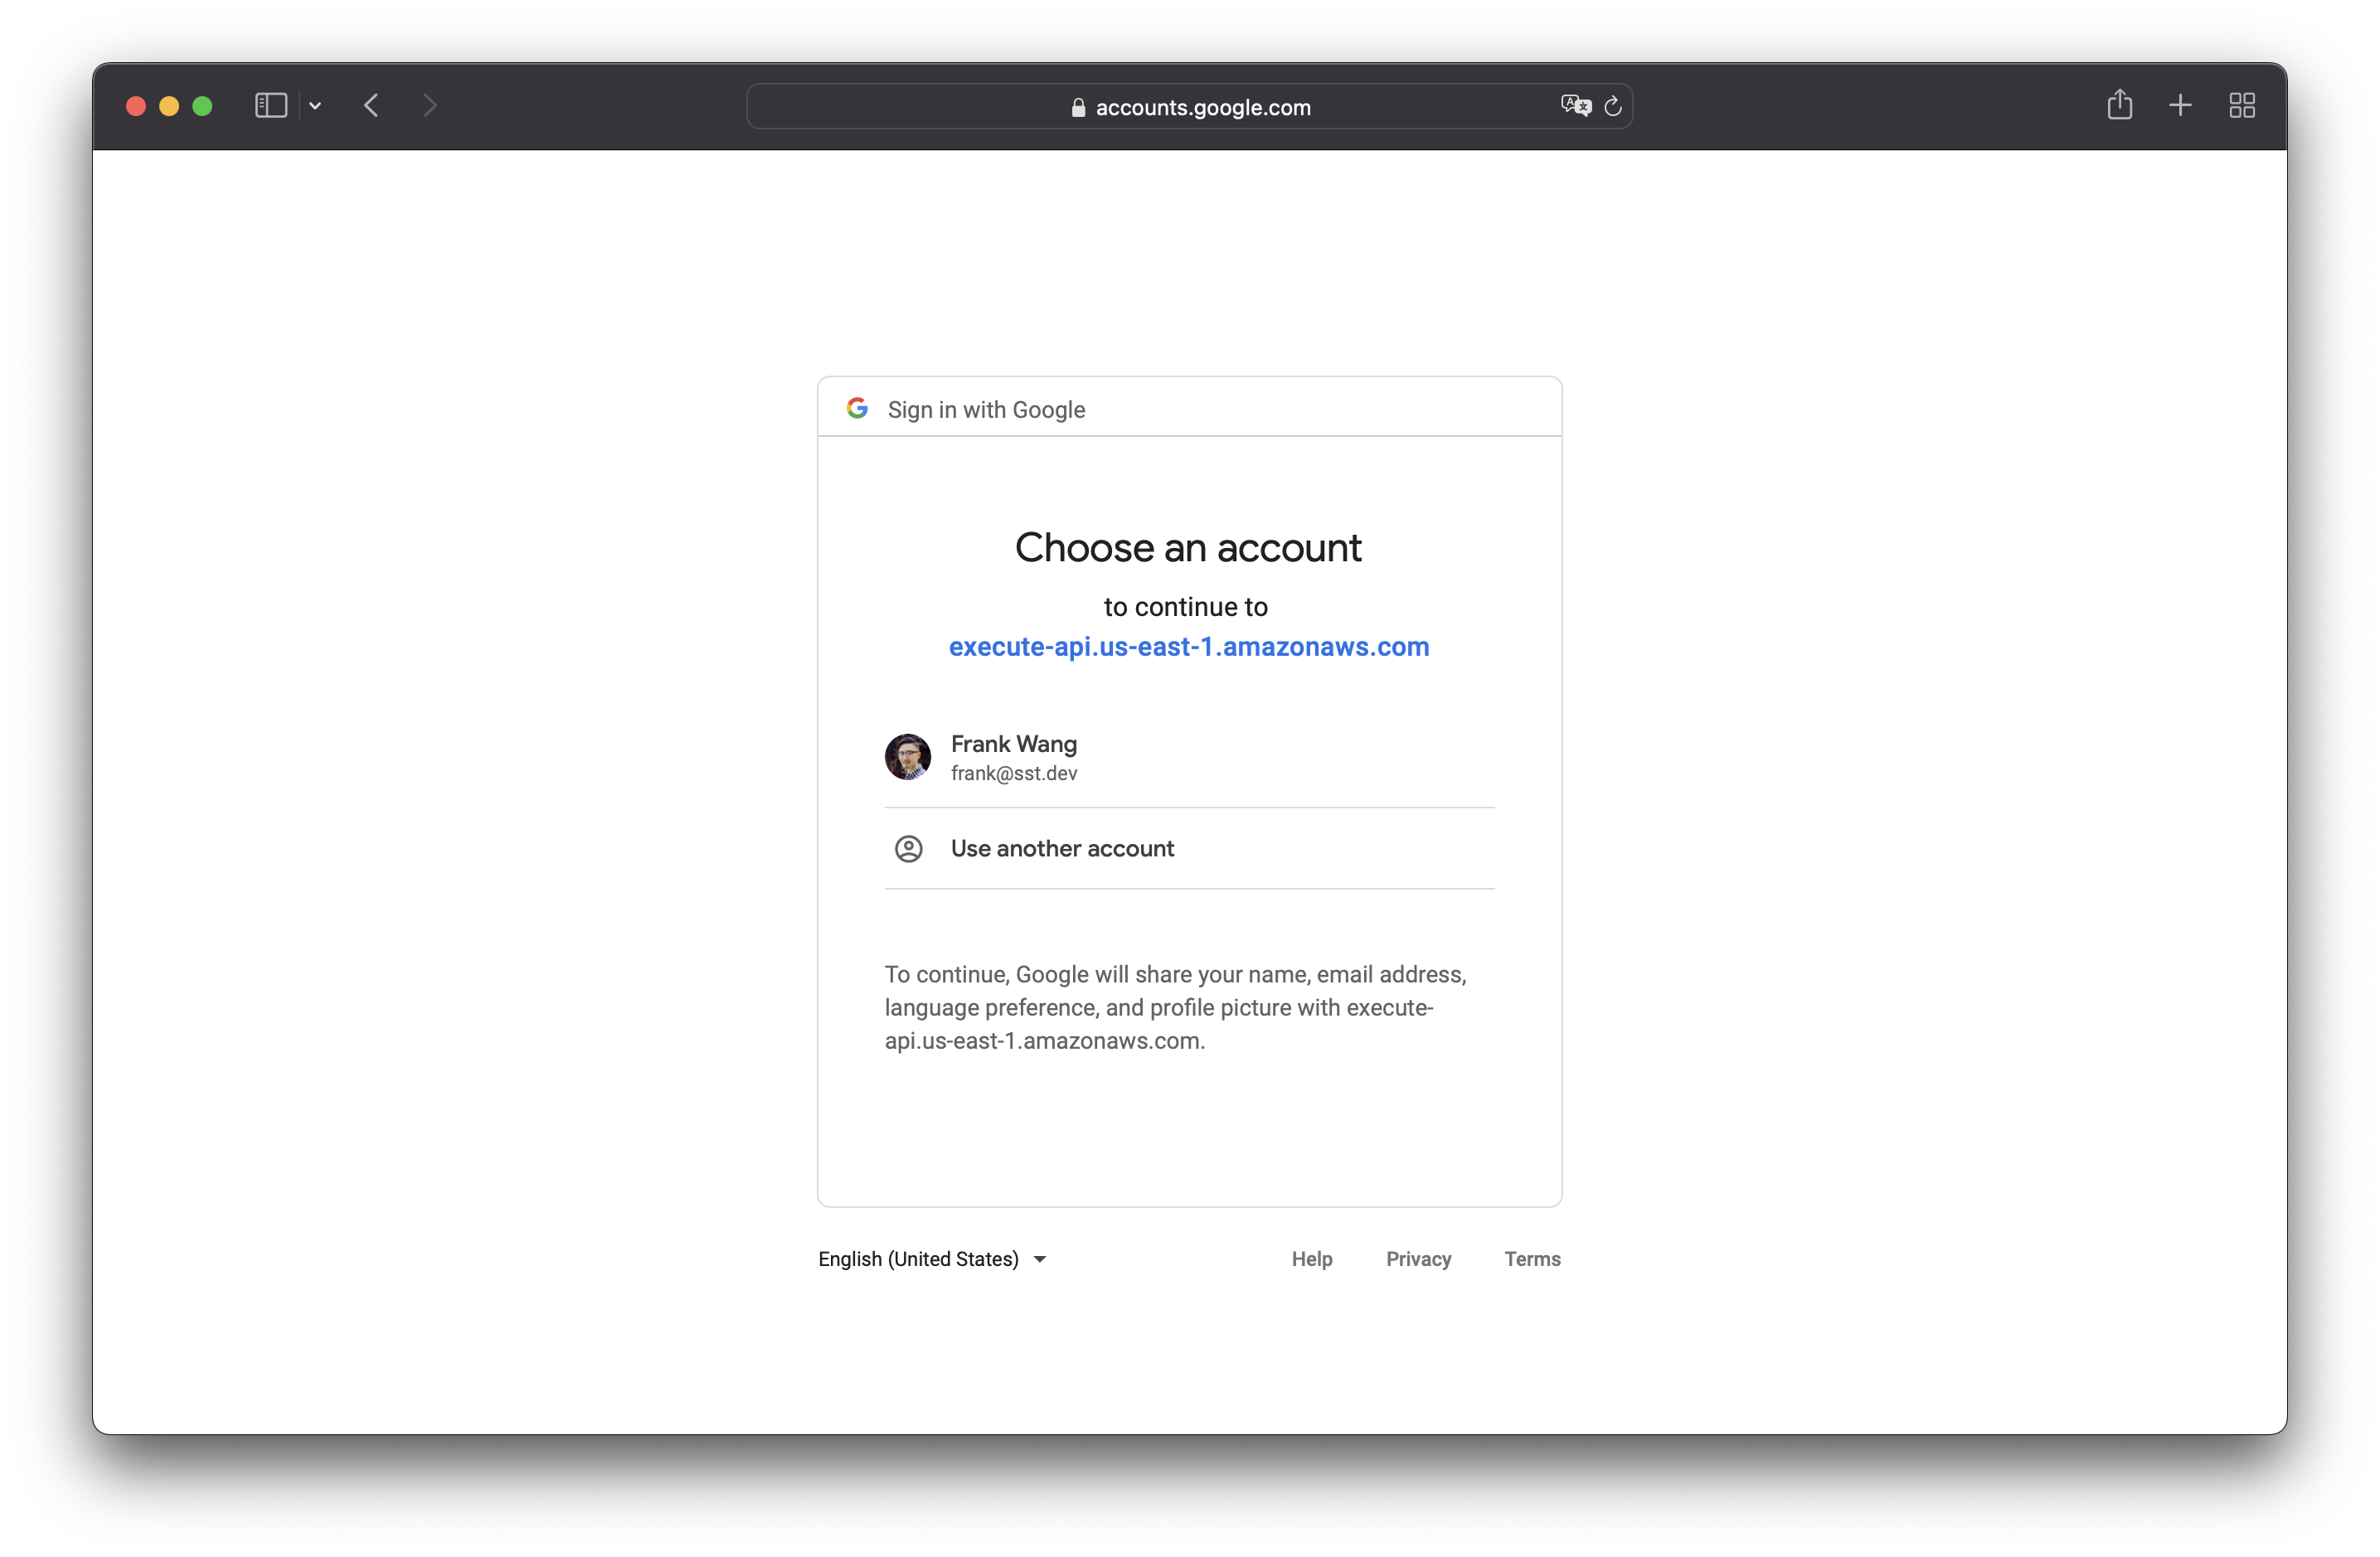 accounts.google.com
Sign in with Google
Choose an account
to continue to
execute-api.us-east-1.amazonaws.com
Frank Wang
frank@sst.dev
Use another account
To continue, Google will share your name, email address,
language preference, and profile picture with execute-
api.us-east-1.amazonaws.com.
English (United States)
Help Privacy Terms